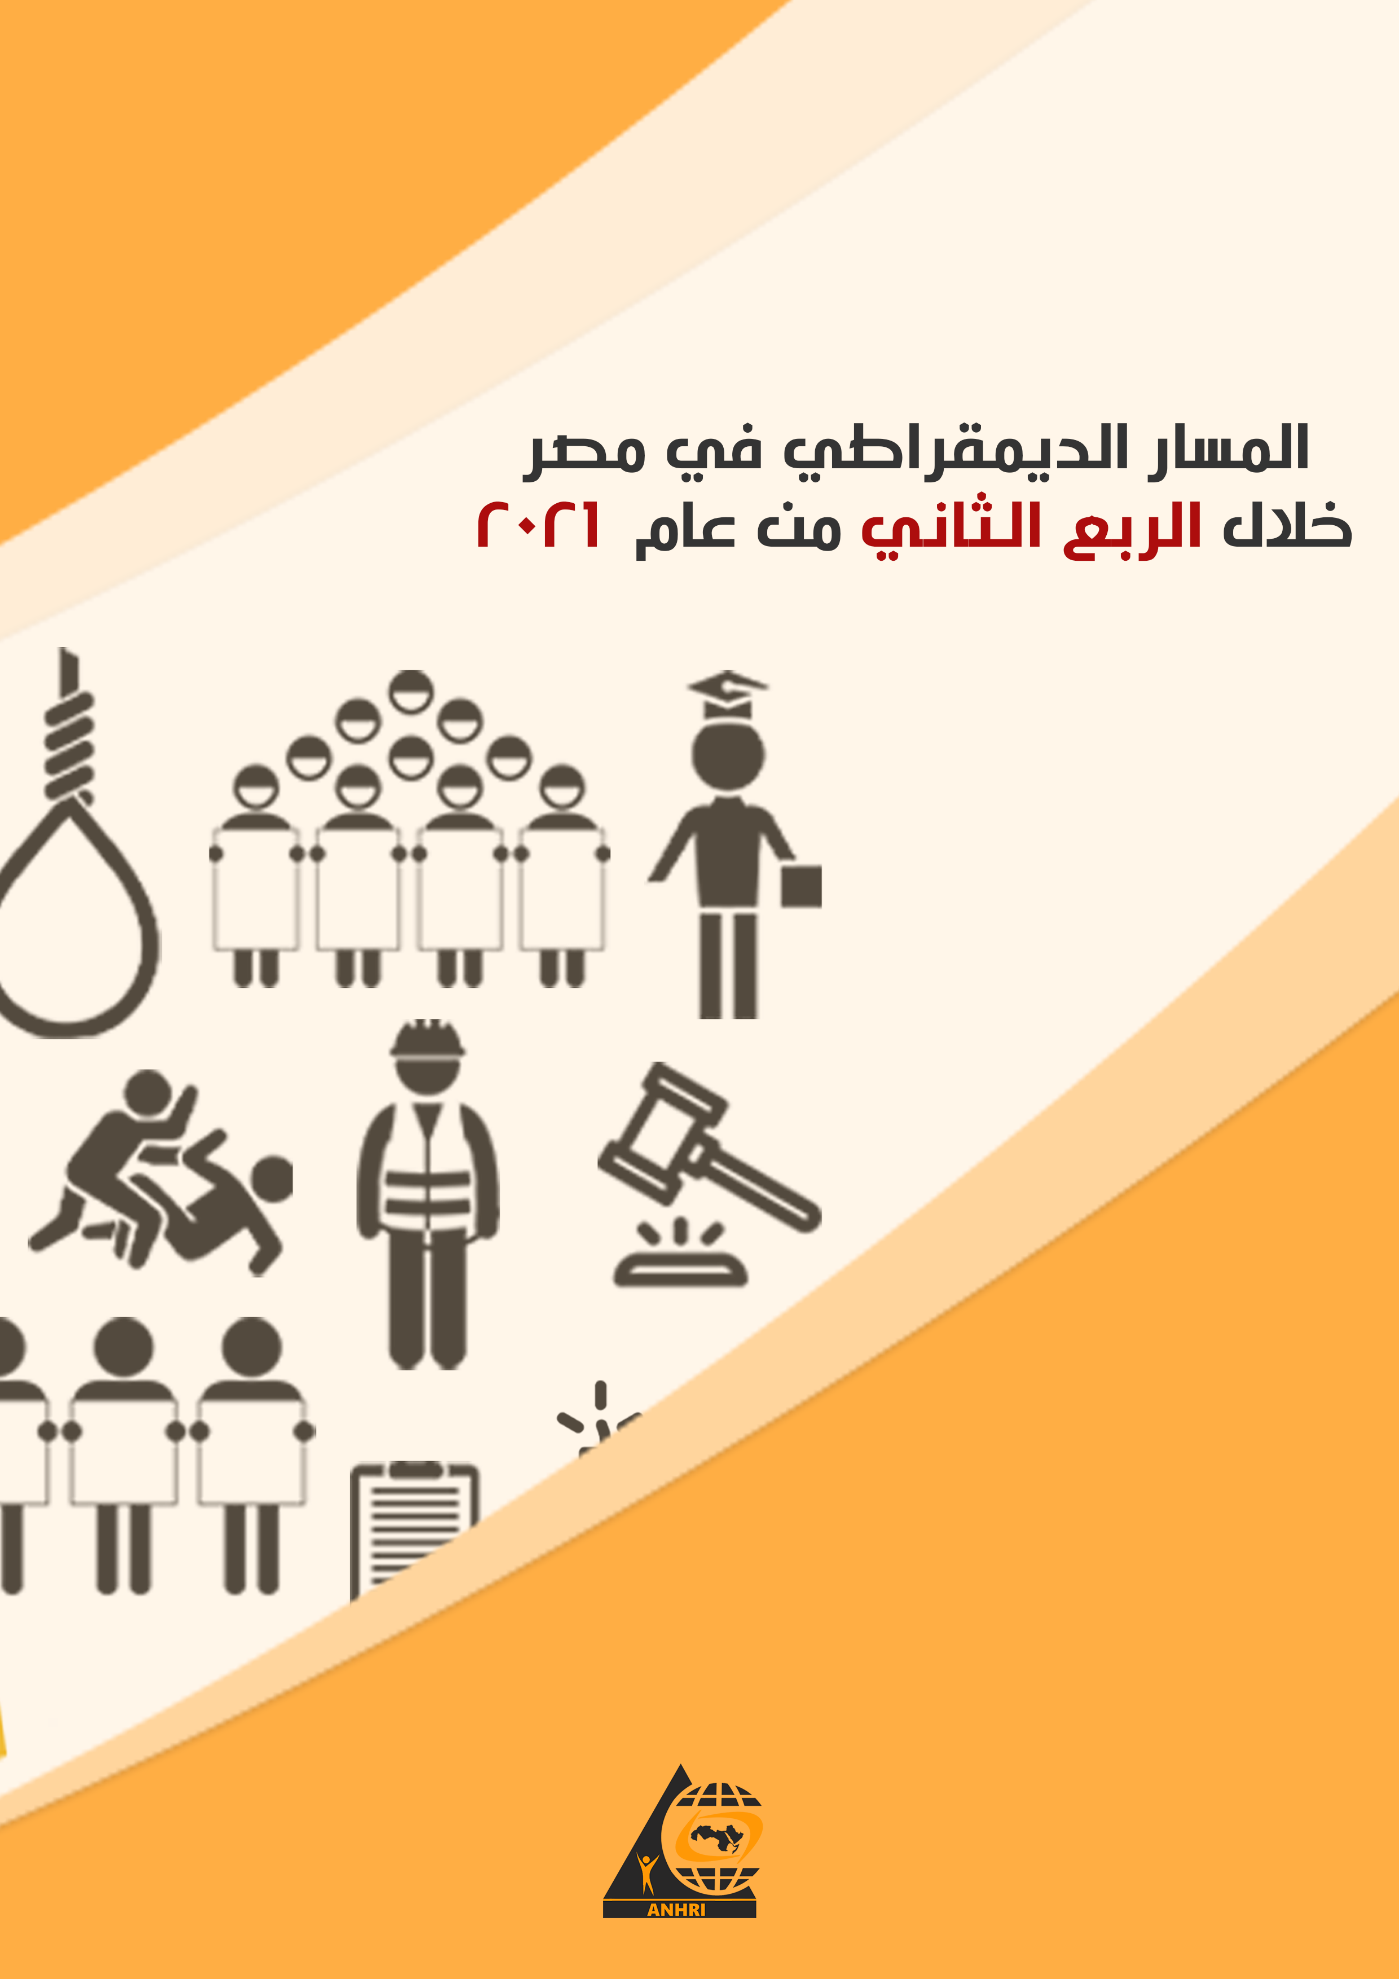 المسار الديمقراطي في مصر
خلال الربع الثاني من عام ٢٠٢١
ANHRI